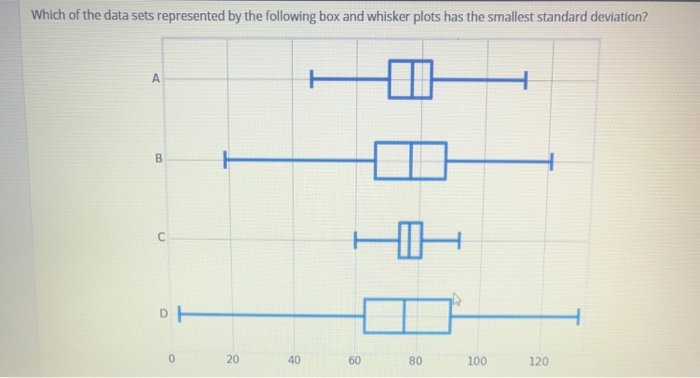 Which of the data sets represented by the following box and whisker plots has the smallest standard deviation?
A
B
C
D
0 20 40 60 80 100 120